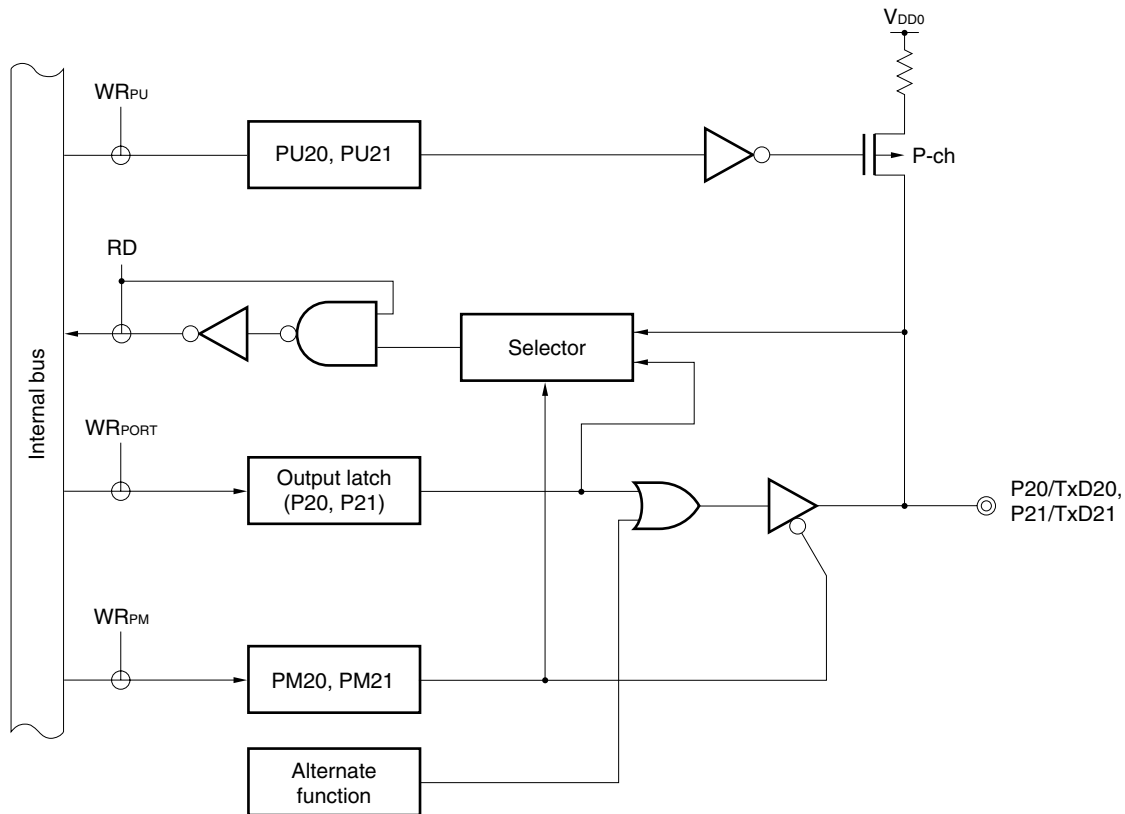 VDD0
WRPU
PU20, PU21
P-ch
RD
Selector
Internal bus
WRPORT
Output latch
(P20, P21)
P20/TxD20,
P21/TxD21
WRPM
PM20, PM21
Alternate
function